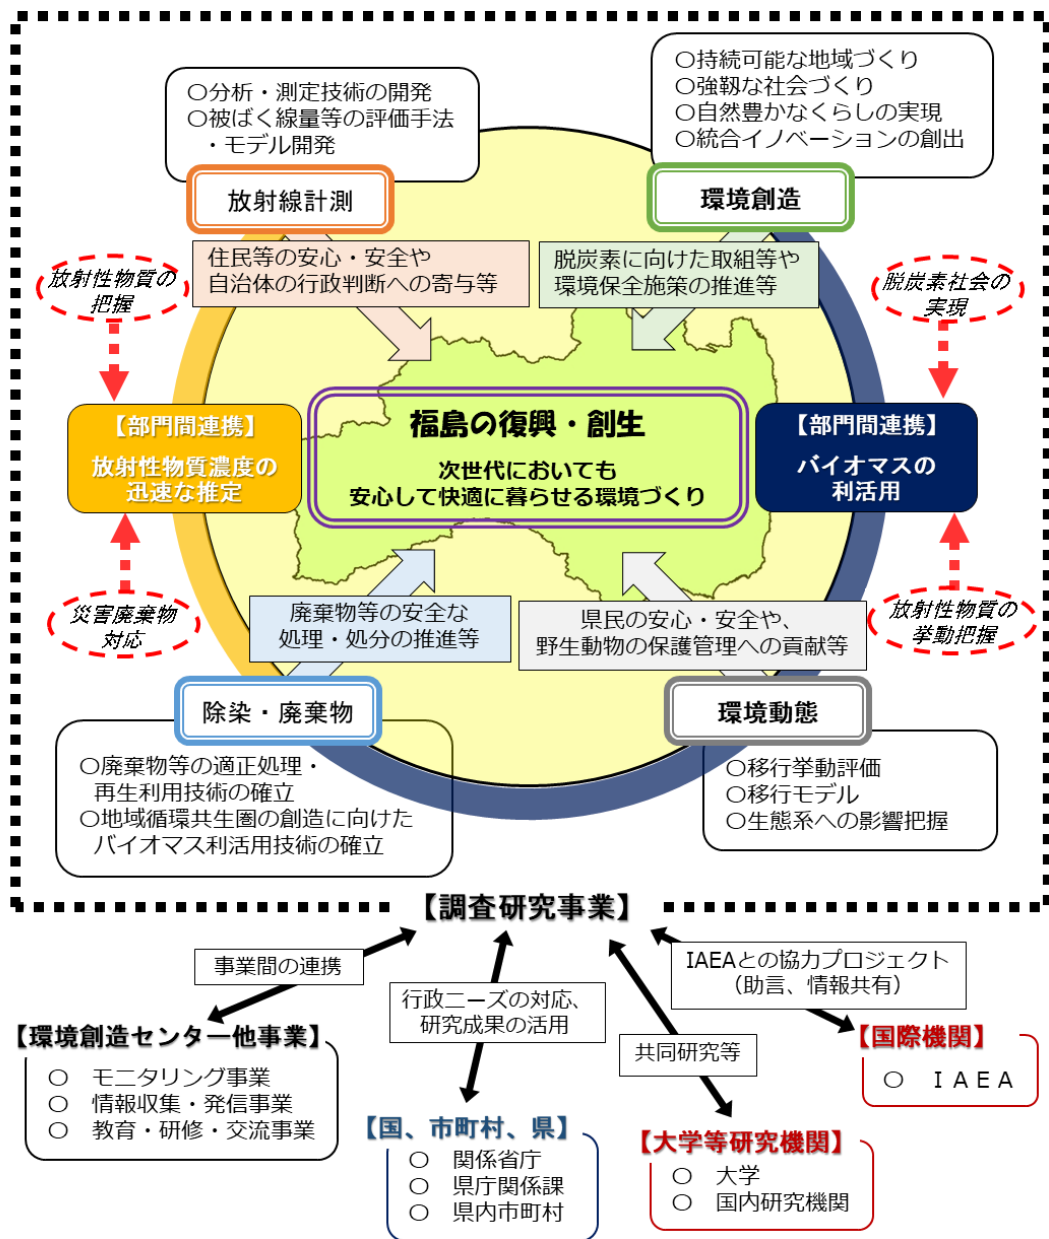 〇分析・測定技術の開発
〇被ばく線量等の評価手法
・モデル開発
放射線計測
〇持続可能な地域づくり
〇強靱な社会づくり
〇自然豊かなくらしの実現
〇統合イノベーションの創出
環境創造
住民等の安心・安全や
自治体の行政判断への寄与等
脱炭素に向けた取組等や
環境保全施策の推進等
放射性物質の
把握
脱炭素社会の
実現
【部門間連携】
放射性物質濃度の
迅速な推定
福島の復興・創生
次世代においても
安心して快適に暮らせる環境づくり
【部門間連携】
バイオマスの
利活用
災害廃棄物
対応
廃棄物等の安全な
処理・処分の推進等
県民の安心・安全や、
野生動物の保護管理への貢献等
放射性物質の
挙動把握
除染・廃棄物
〇廃棄物等の適正処理・
再生利用技術の確立
〇地域循環共生圏の創造に向けた
バイオマス利活用技術の確立
環境動態
〇移行挙動評価
〇移行モデル
〇生態系への影響把握
【調査研究事業】
事業間の連携
行政ニーズの対応、
研究成果の活用
共同研究等
IAEAとの協力プロジェクト
（助言、情報共有）
【環境創造センター他事業】
〇 モニタリング事業
〇 情報収集・発信事業
〇 教育・研修・交流事業
【国、市町村、県】
〇 関係省庁
〇 県庁関係課
〇 県内市町村
【大学等研究機関】
〇 大学
〇 国内研究機関
【国際機関】
〇 ＩＡＥＡ